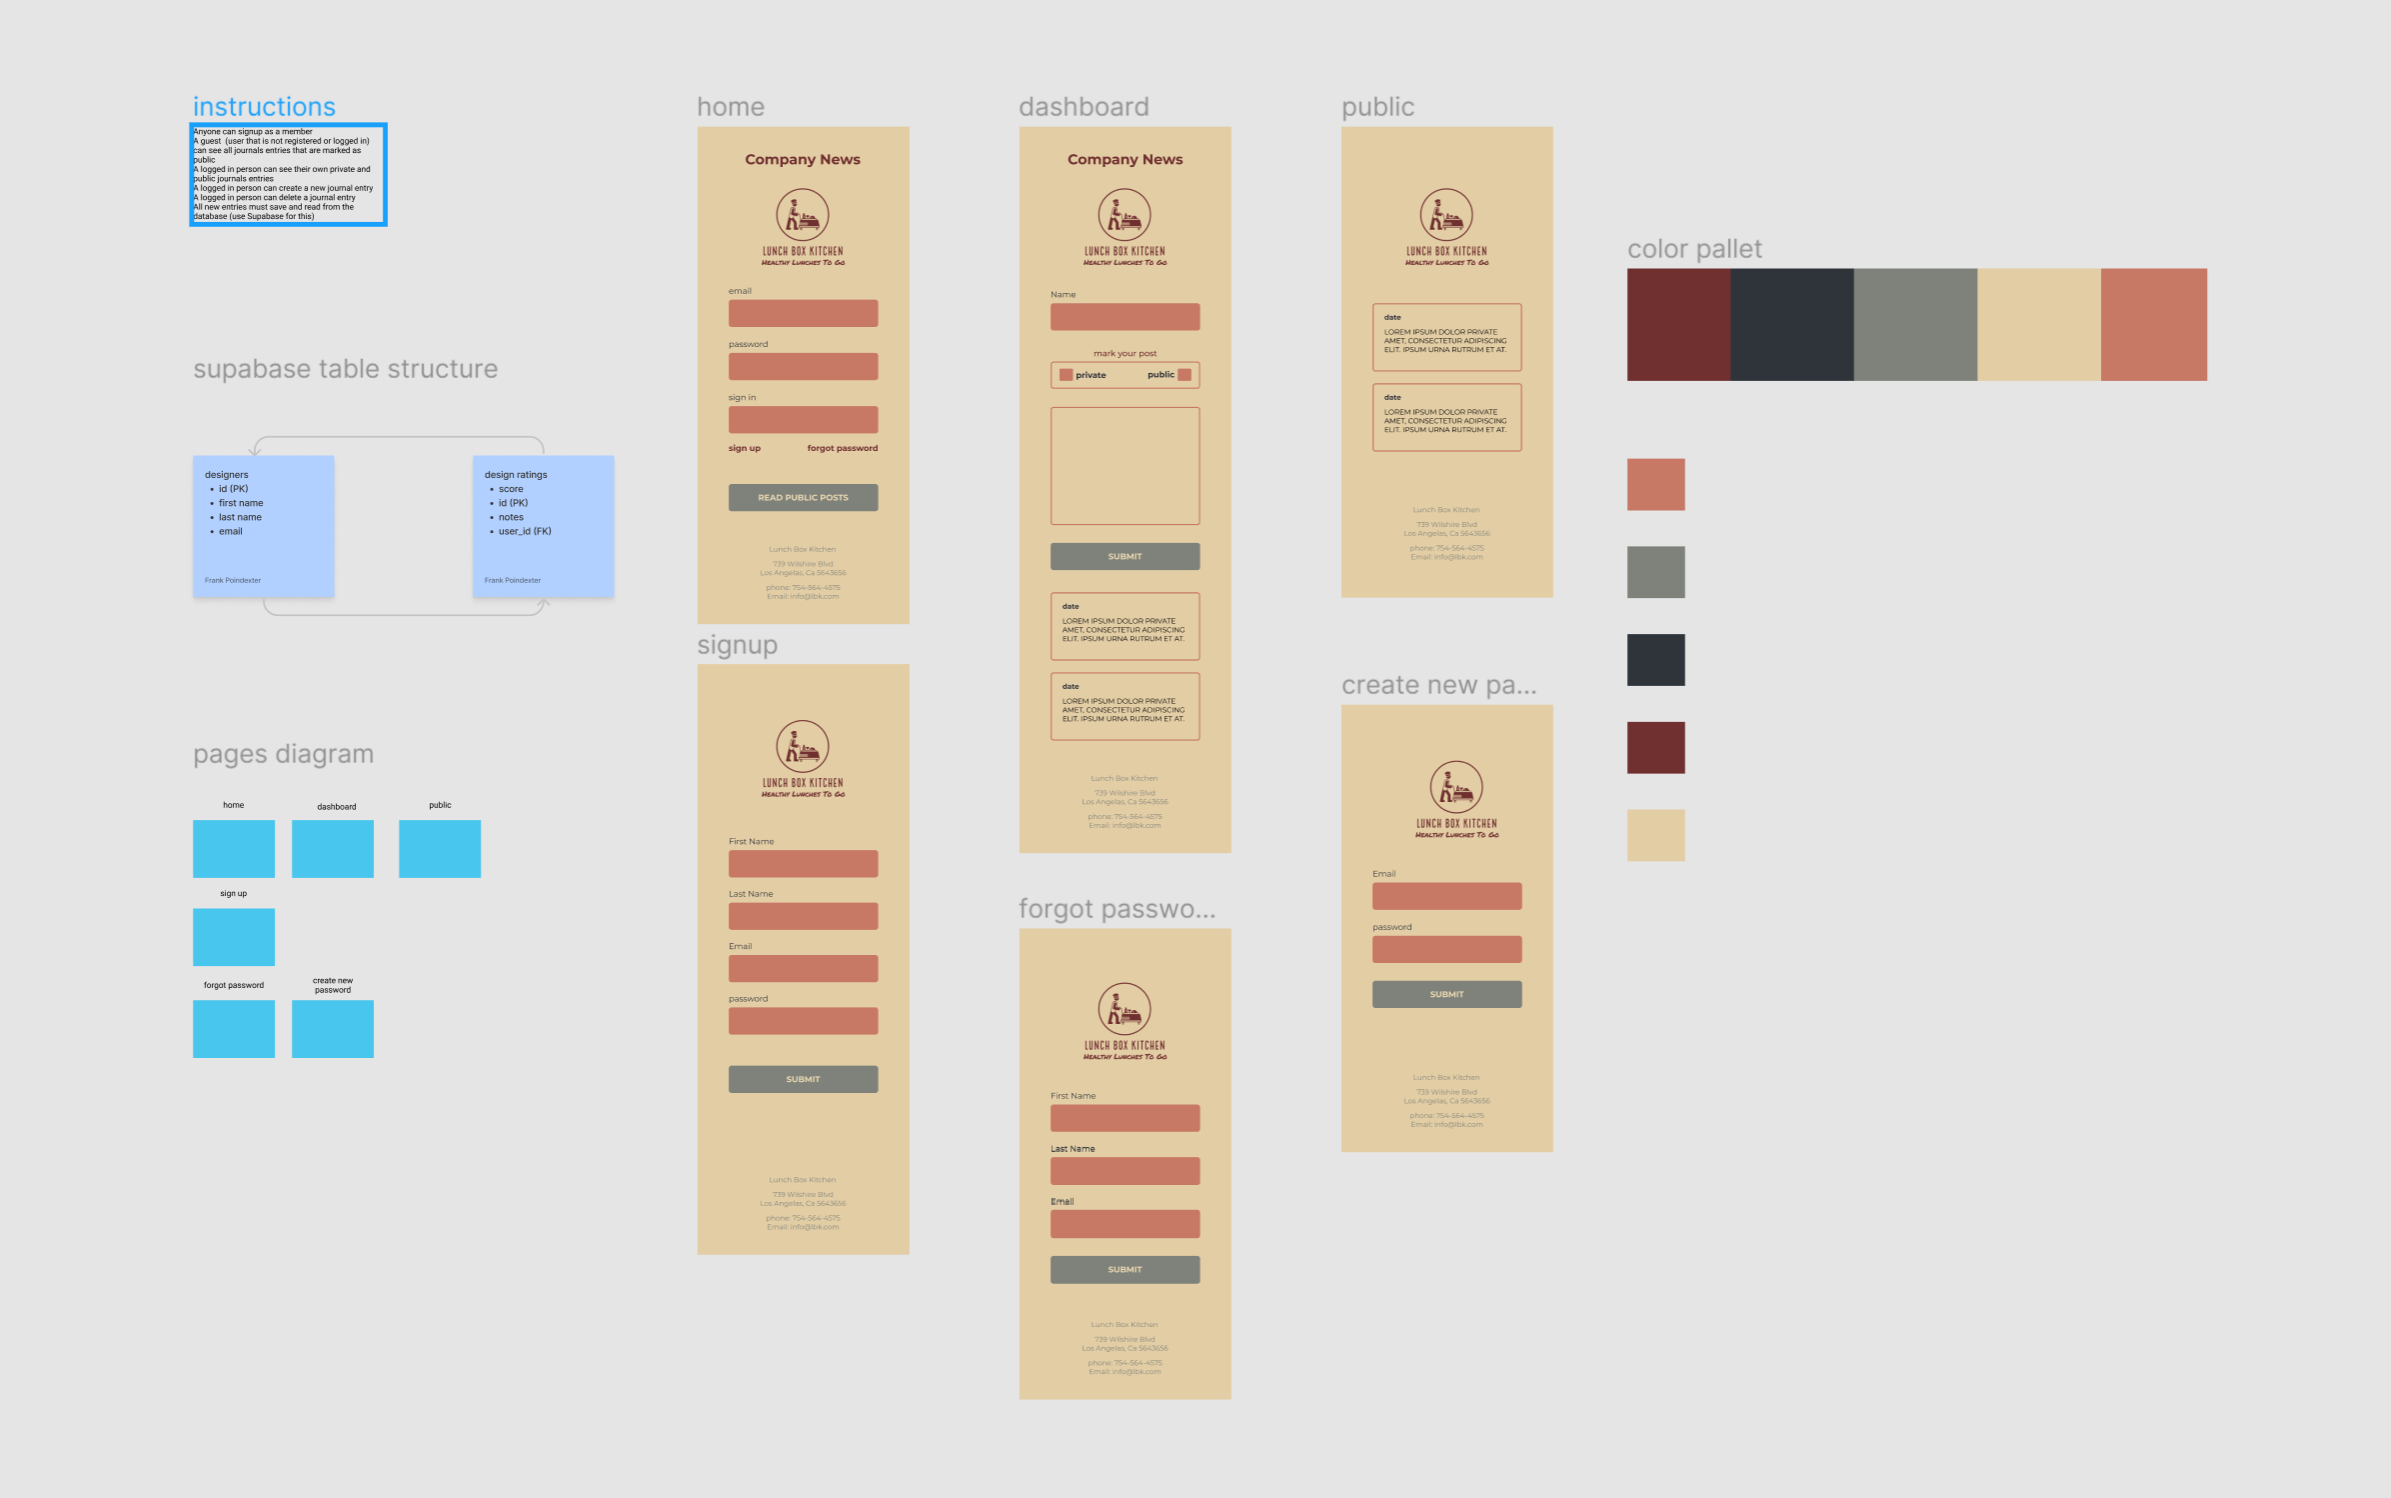 instructions
Anyone can signup as a member
A guest (user that is not registered or logged in)
can see all journals entries that are marked as
public
A logged in person can see their own private and
public journals entries
A logged in person can create a new journal entry
A logged in person can delete a journal entry
All new entries must save and read from the
database (use Supabase for this)
supabase table structure
designers
• id (PK)
• first name
• last name
• email
Frank Poindexter
design ratings
• score
• id (PK)
• notes
• user_id (FK)
Frank Poindexter
pages diagram
home
dashboard
public
sign up
forgot password
create new
password
home
Company News
LUNCH BOX KITCHEN
HEALTHY LUNCHES TO GO
email
password
sign in
sign up
forgot password
READ PUBLIC POSTS
Lunch Box Kitchen
739 Wilshire Blvd
Los Angelas, Ca 5643656
phone: 754-564-4575
Email: info@lbk.com
signup
LUNCH BOX KITCHEN
HEALTHY LUNCHES TO GO
First Name
Last Name
Email
password
SUBMIT
Lunch Box Kitchen
739 Wilshire Blvd
Los Angelas, Ca 5643656
phone: 754-564-4575
Email: info@lbk.com
dashboard
Company News
LUNCH BOX KITCHEN
HEALTHY LUNCHES TO GO
Name
mark your post
private
public
SUBMIT
date
LOREM IPSUM DOLOR PRIVATE
AMET, CONSECTETUR ADIPISCING
ELIT. IPSUM URNA RUTRUM ET AT.
date
LOREM IPSUM DOLOR PRIVATE
AMET, CONSECTETUR ADIPISCING
ELIT. IPSUM URNA RUTRUM ET AT.
Lunch Box Kitchen
739 Wilshire Blvd
Los Angelas, Ca 5643656
phone: 754-564-4575
Email: info@lbk.com
forgot passwo...
LUNCH BOX KITCHEN
HEALTHY LUNCHES TO GO
First Name
Last Name
Email
SUBMIT
Lunch Box Kitchen
739 Wilshire Blvd
Los Angelas, Ca 5643656
phone: 754-564-4575
Email: info@lbk.com
public
LUNCH BOX KITCHEN
HEALTHY LUNCHES TO GO
date
LOREM IPSUM DOLOR PRIVATE
AMET, CONSECTETUR ADIPISCING
ELIT. IPSUM URNA RUTRUM ET AT.
date
LOREM IPSUM DOLOR PRIVATE
AMET, CONSECTETUR ADIPISCING
ELIT. IPSUM URNA RUTRUM ET AT.
Lunch Box Kitchen
739 Wilshire Blvd
Los Angelas, Ca 5643656
phone: 754-564-4575
Email: info@lbk.com
create new pa...
LUNCH BOX KITCHEN
HEALTHY LUNCHES TO GO
Email
password
SUBMIT
Lunch Box Kitchen
739 Wilshire Blvd
Los Angelas, Ca 5643656
phone: 754-564-4575
Email: info@lbk.com
color pallet